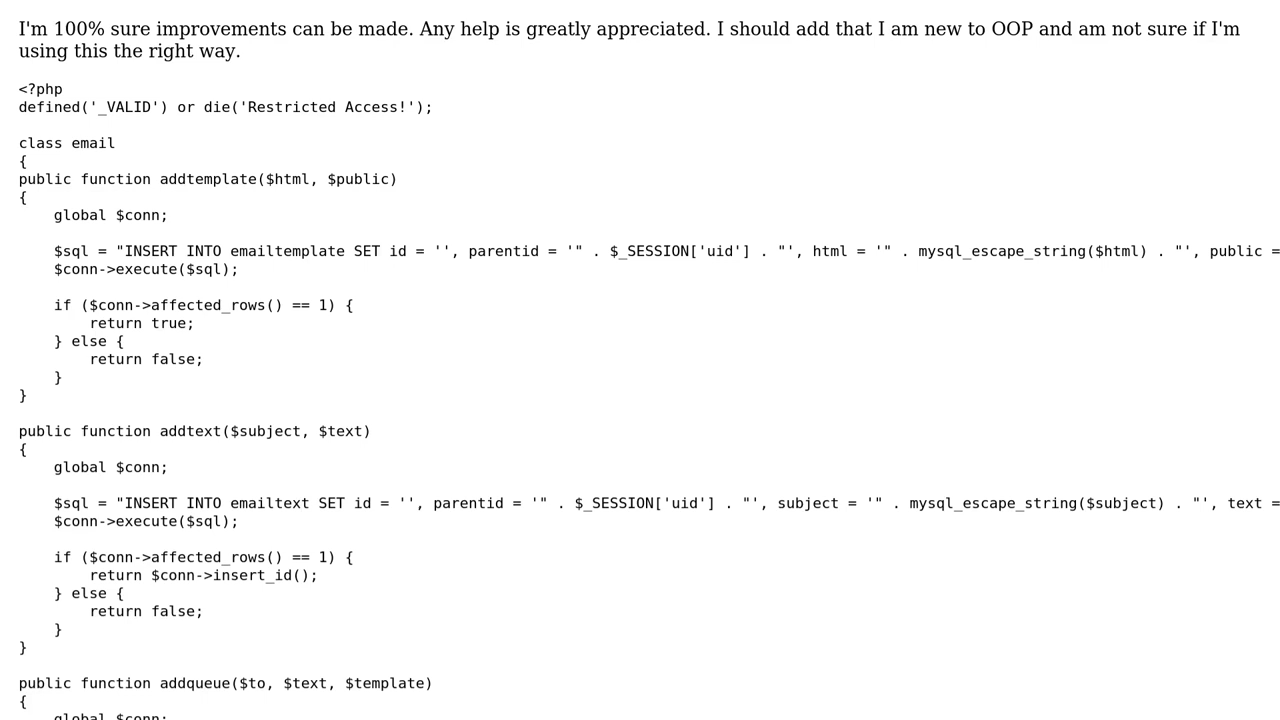 I'm 100% sure improvements can be made. Any help is greatly appreciated. I should add that I am new to OOP and am not sure if I'm
using this the right way.
<?php
defined('_VALID') or die('Restricted Access!');
class email
{
public function addtemplate($html, $public)
{
    global $conn;
    $sql = "INSERT INTO emailtemplate SET id = '', parentid = '" . $_SESSION['uid'] . "', html = '" . mysql_escape_string($html) . "', public =
    $conn->execute($sql);
    if ($conn->affected_rows() == 1) {
        return true;
    } else {
        return false;
    }
}
public function addtext($subject, $text)
{
    global $conn;
    $sql = "INSERT INTO emailtext SET id = '', parentid = '" . $_SESSION['uid'] . "', subject = '" . mysql_escape_string($subject) . "', text =
    $conn->execute($sql);
    if ($conn->affected_rows() == 1) {
        return $conn->insert_id();
    } else {
        return false;
    }
}
public function addqueue($to, $text, $template)
{
    global $conn;